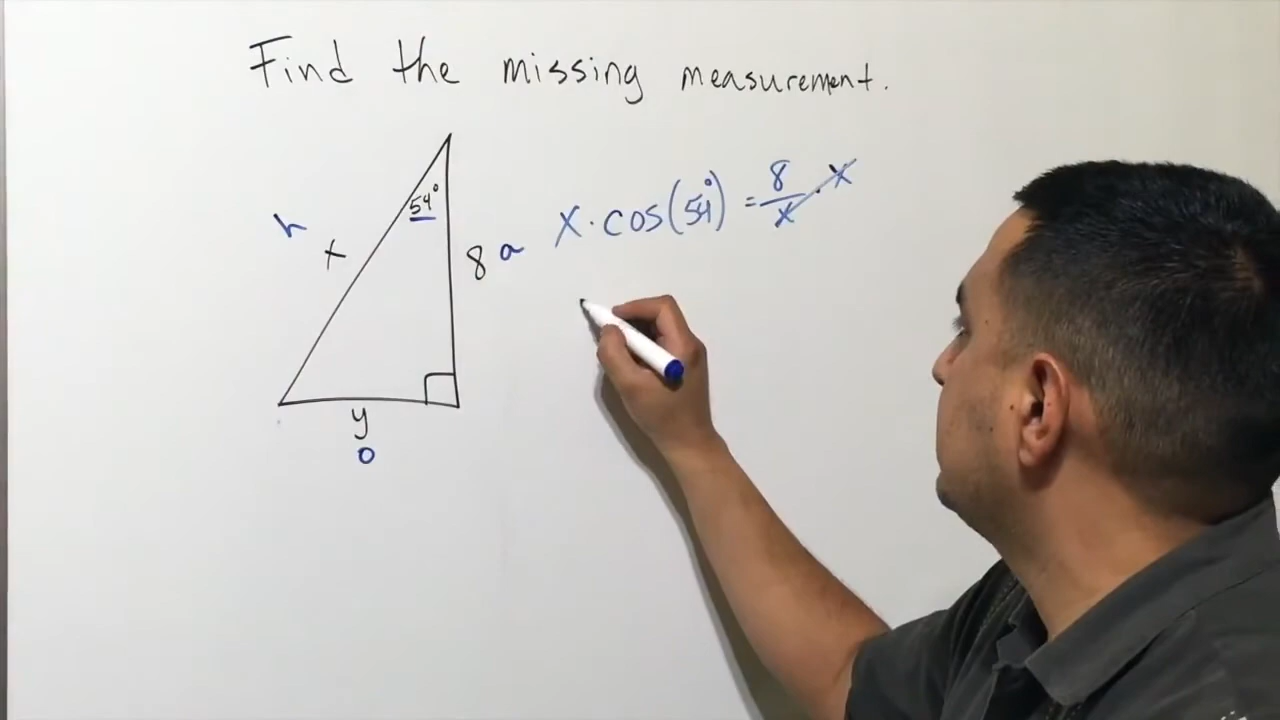 Find the missing measurement.
54°
h
x
8 a
x · cos(54°) = 8/x · x
y
o